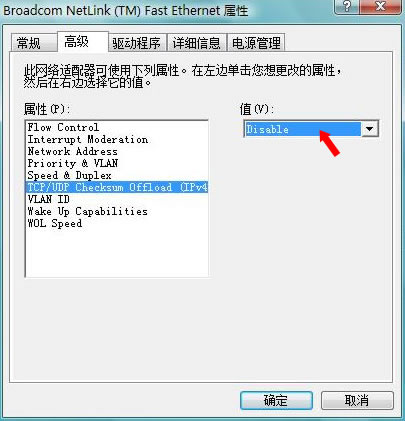 Broadcom NetLink (TM) Fast Ethernet 属性
常规 高级 驱动程序 详细信息 电源管理
此网络适配器可使用下列属性。在左边单击您想更改的属性，
然后在右边选择它的值。
属性(P): 值(V):
Flow Control
Interrupt Moderation
Network Address
Priority & VLAN
Speed & Duplex
TCP/UDP Checksum Offload (IPv4
VLAN ID
Wake Up Capabilities
WOL Speed
Disable
确定 取消